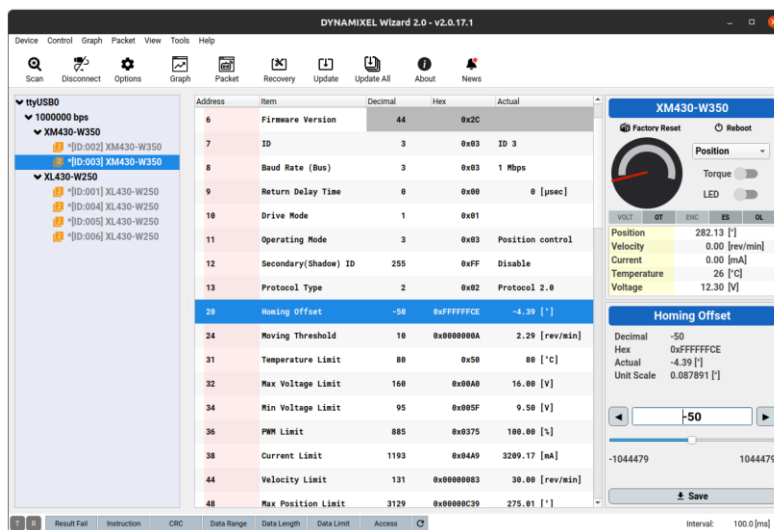 DYNAMIXEL Wizard 2.0 - v2.0.17.1
Device Control Graph Packet View Tools Help
Scan Disconnect Options Graph Packet Recovery Update Update All About News
ttyUSB0
1000000 bps
XM430-W350
*[ID:002] XM430-W350
*[ID:003] XM430-W350
XL430-W250
*[ID:001] XL430-W250
*[ID:004] XL430-W250
*[ID:005] XL430-W250
*[ID:006] XL430-W250
Address Item Decimal Hex Actual
6 Firmware Version 44 0x2C
7 ID 3 0x03 ID 3
8 Baud Rate (Bus) 3 0x03 1 Mbps
9 Return Delay Time 0 0x00 0 [μsec]
10 Drive Mode 1 0x01
11 Operating Mode 3 0x03 Position control
12 Secondary(Shadow) ID 255 0xFF Disable
13 Protocol Type 2 0x02 Protocol 2.0
20 Homing Offset -50 0xFFFFFFCE -4.39 [°]
24 Moving Threshold 10 0x0000000A 2.29 [rev/min]
31 Temperature Limit 80 0x50 80 [°C]
32 Max Voltage Limit 160 0x00A0 16.00 [V]
34 Min Voltage Limit 95 0x005F 9.50 [V]
36 PWM Limit 885 0x0375 100.00 [%]
38 Current Limit 1193 0x04A9 3209.17 [mA]
44 Velocity Limit 131 0x00000083 30.00 [rev/min]
48 Max Position Limit 3129 0x00000C39 275.01 [°]
XM430-W350
Factory Reset Reboot
Position
Torque
LED
VOLT OT ENC ES OL
Position 282.13 [°]
Velocity 0.00 [rev/min]
Current 0.00 [mA]
Temperature 26 [°C]
Voltage 12.30 [V]
Homing Offset
Decimal -50
Hex 0xFFFFFFCE
Actual -4.39 [°]
Unit Scale 0.087891 [°]
-50
-1044479 1044479
Save
T R Result Fail Instruction CRC Data Range Data Length Data Limit Access Interval: 100.0 [ms]